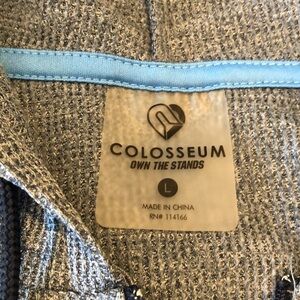 COLOSSEUM
OWN THE STANDS
L
MADE IN CHINA
RN# 114166